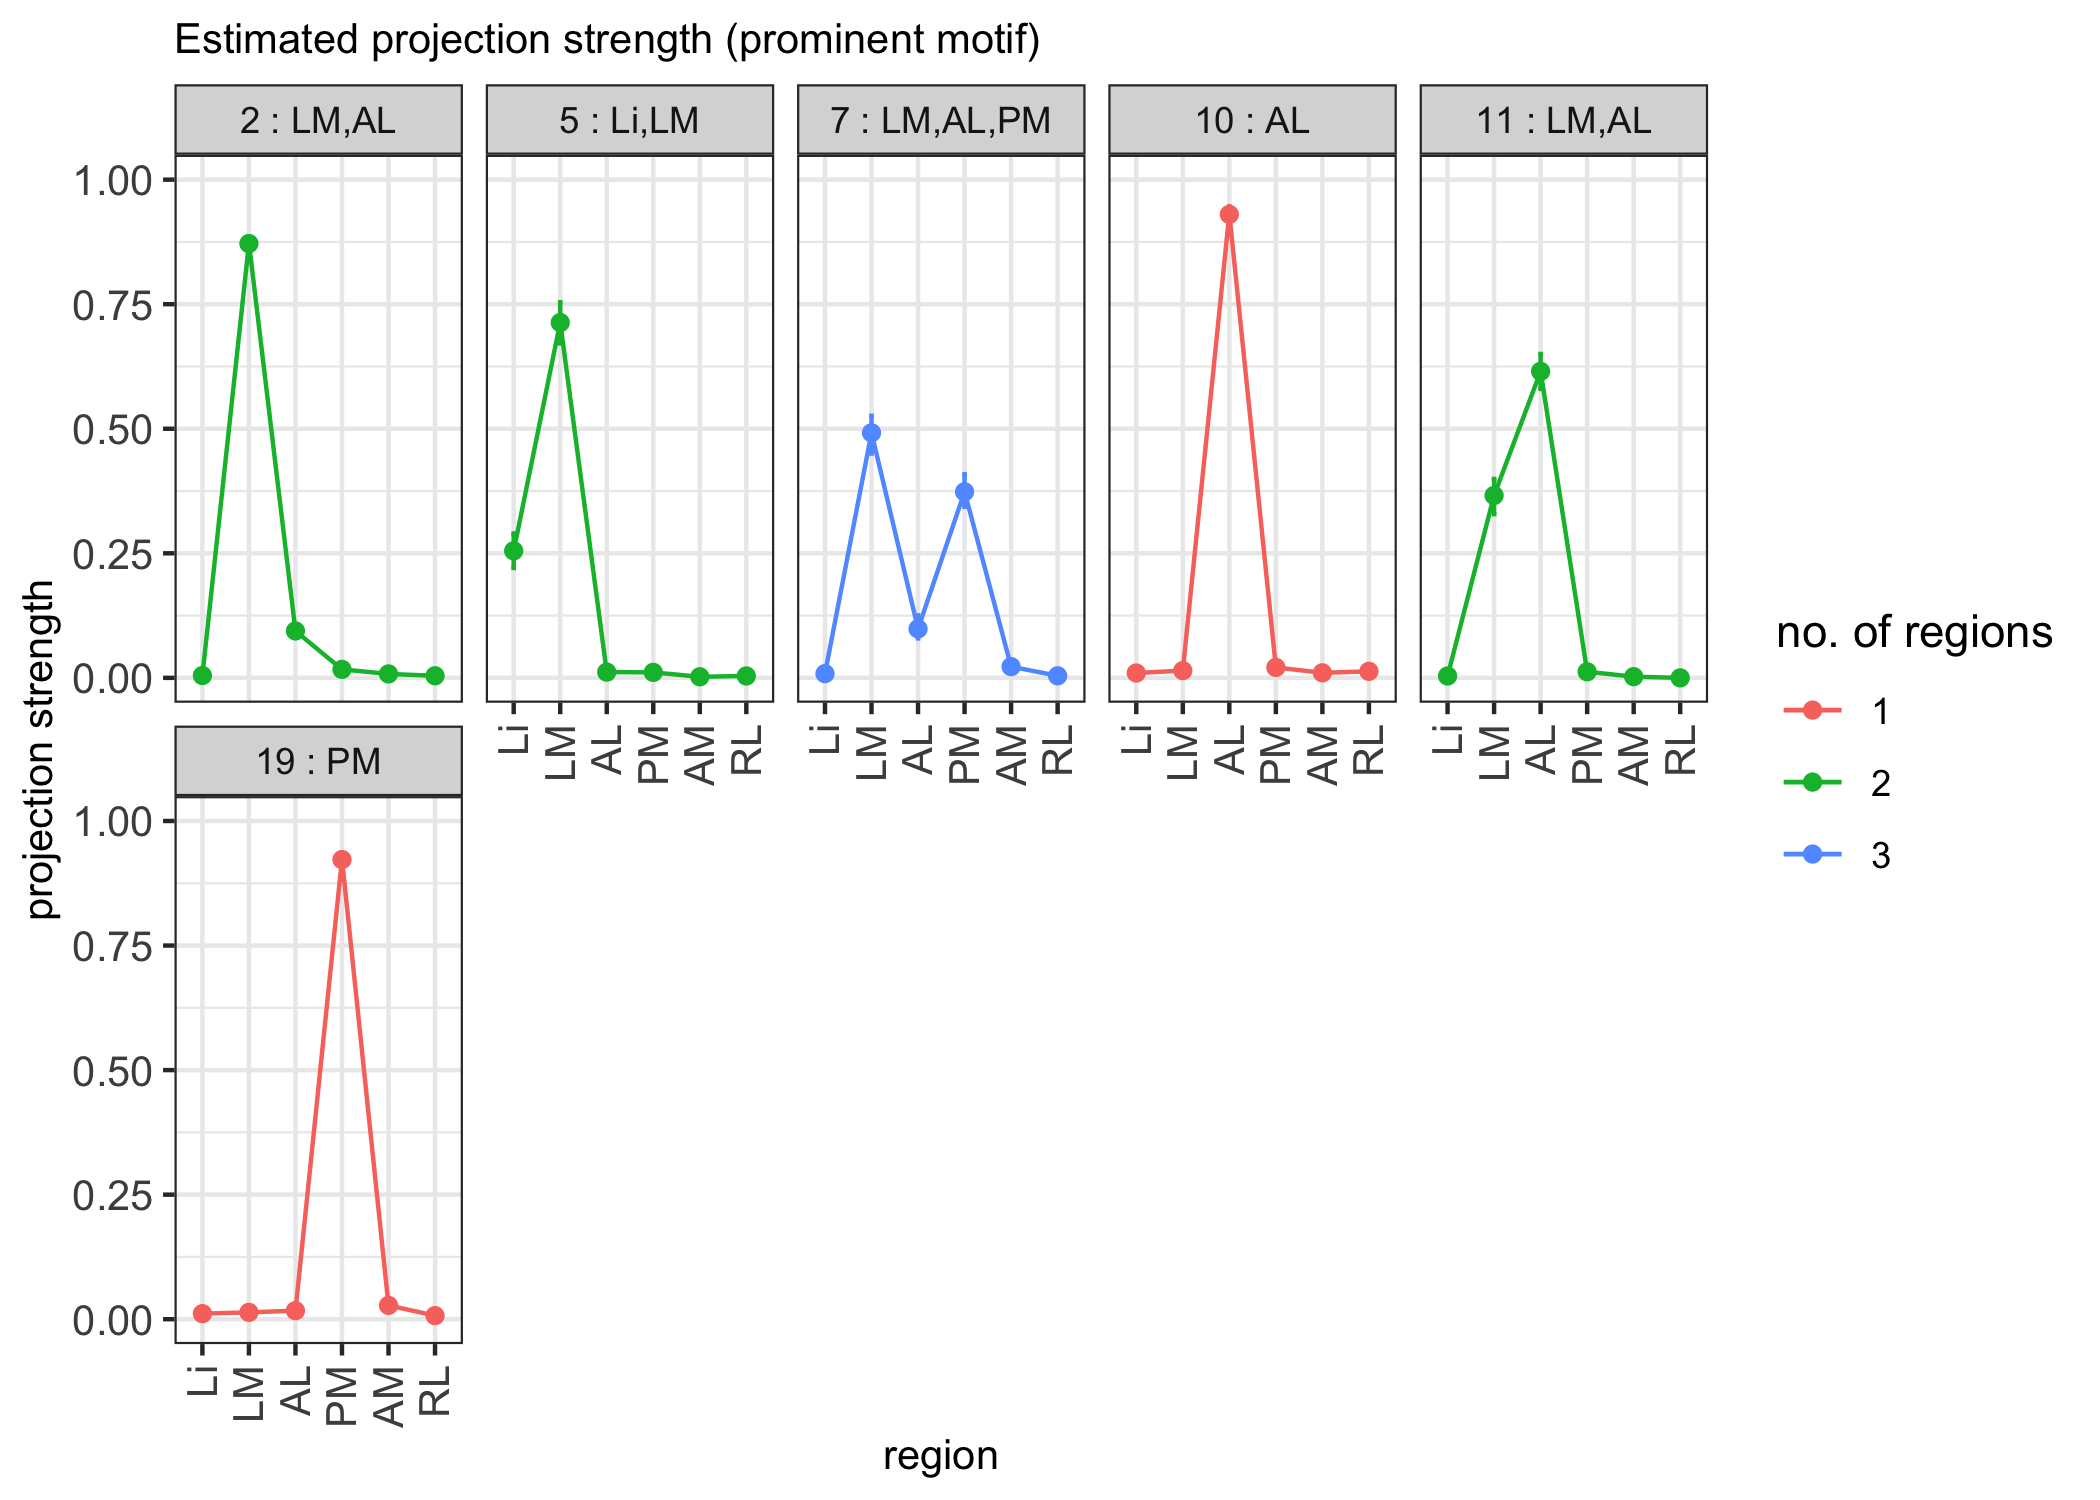 Estimated projection strength (prominent motif)
2 : LM,AL
5 : Li,LM
7 : LM,AL,PM
10 : AL
11 : LM,AL
1.00
0.75
0.50
0.25
0.00
Li
LM
AL
PM
AM
RL
Li
LM
AL
PM
AM
RL
Li
LM
AL
PM
AM
RL
Li
LM
AL
PM
AM
RL
19 : PM
1.00
0.75
0.50
0.25
0.00
Li
LM
AL
PM
AM
RL
projection strength
region
no. of regions
1
2
3